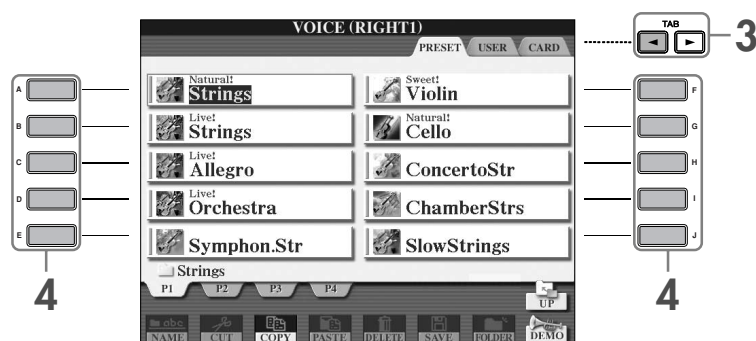 VOICE (RIGHT1)
PRESET USER CARD
TAB
3
A
B
C
D
E
4
Natural!
Strings
Live!
Strings
Live!
Allegro
Live!
Orchestra
Symphon.Str
Sweet!
Violin
Natural!
Cello
ConcertoStr
ChamberStrs
SlowStrings
F
G
H
I
J
4
Strings
P1 P2 P3 P4
UP
abc
NAME CUT COPY PASTE DELETE SAVE FOLDER DEMO